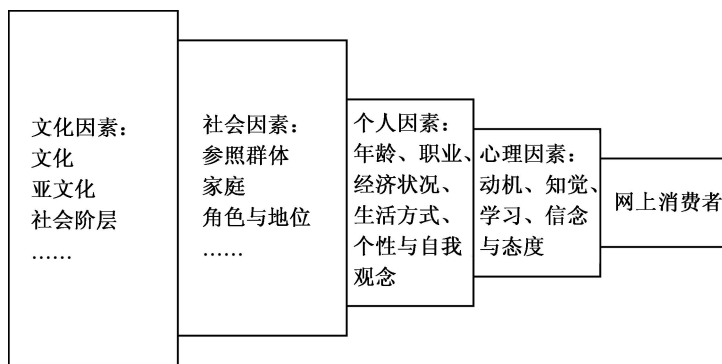 文化因素：
文化
亚文化
社会阶层
……
社会因素：
参照群体
家庭
角色与地位
……
个人因素：
年龄、职业、
经济状况、
生活方式、
个性与自我
观念
心理因素：
动机、知觉、
学习、信念
与态度
网上消费者